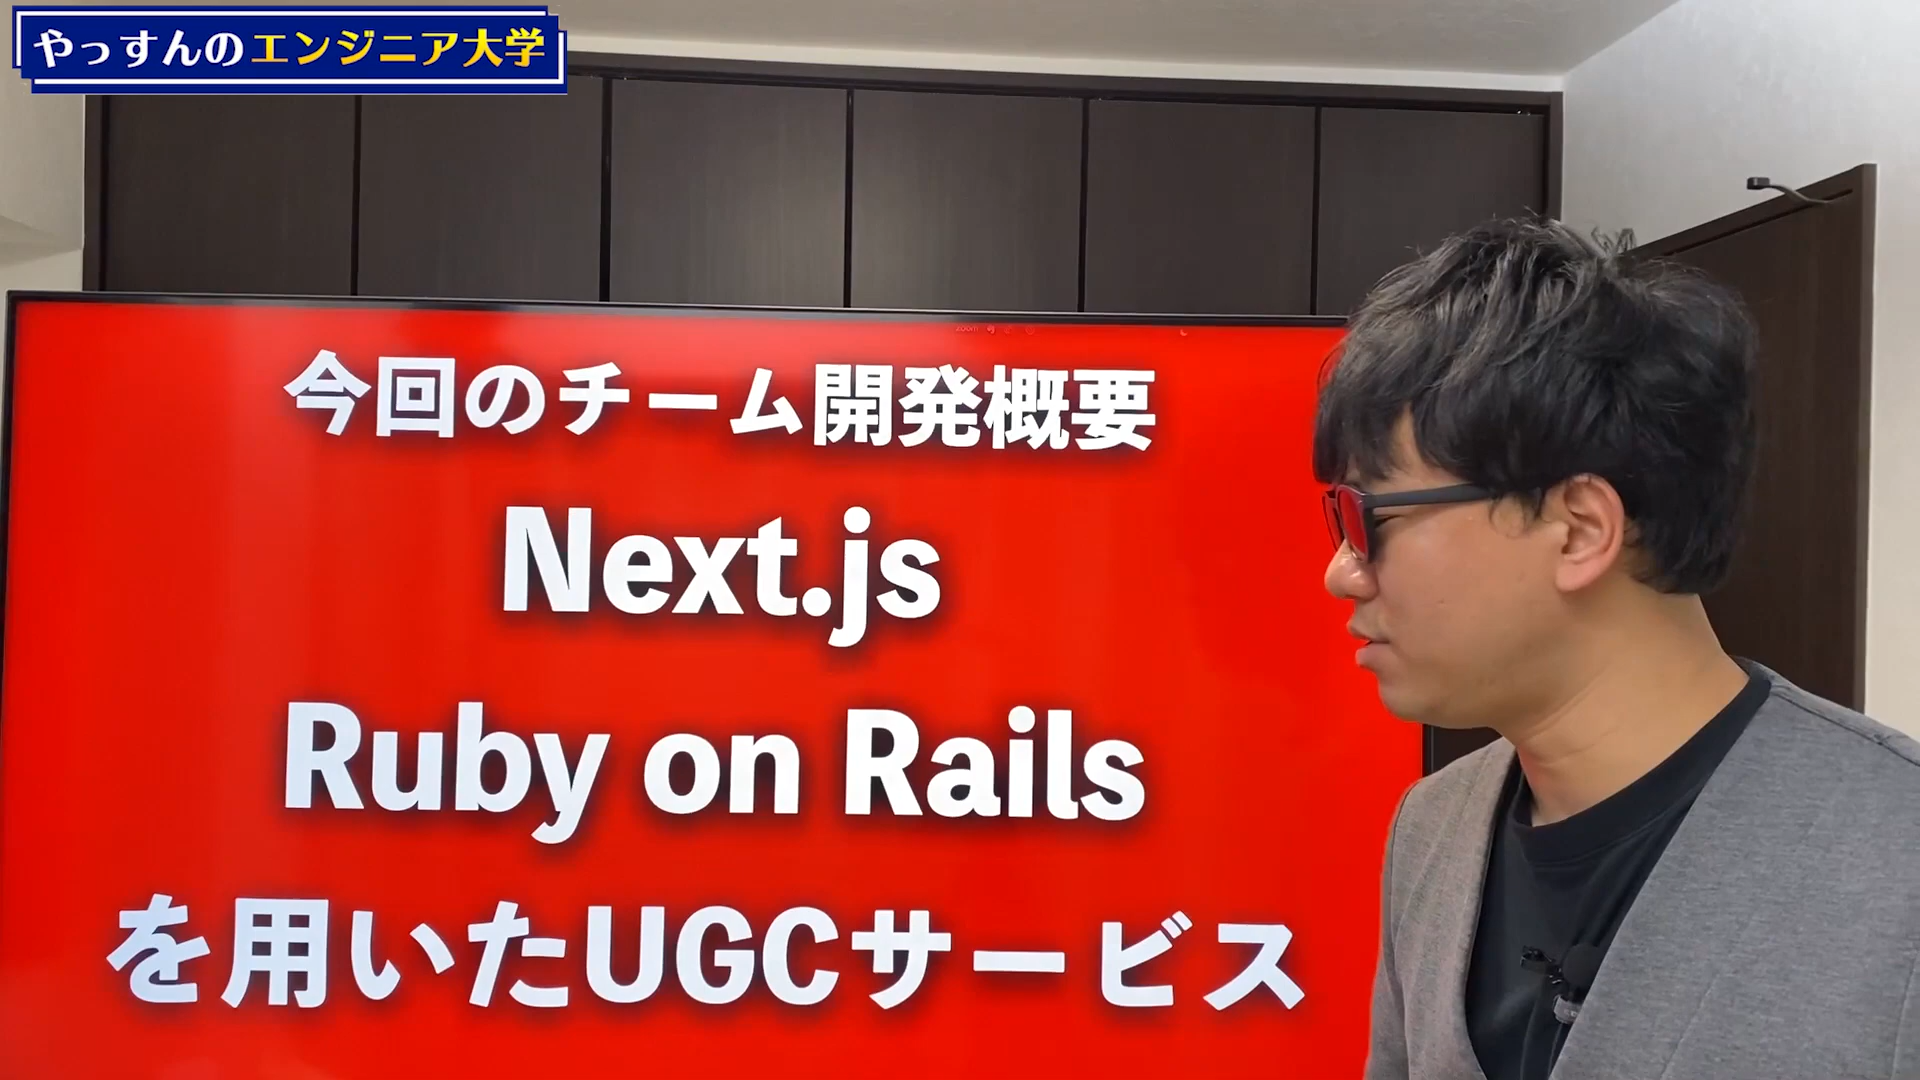 やっすんのエンジニア大学
zoom
今回のチーム開発概要
Next.js
Ruby on Rails
を用いたUGCサービス